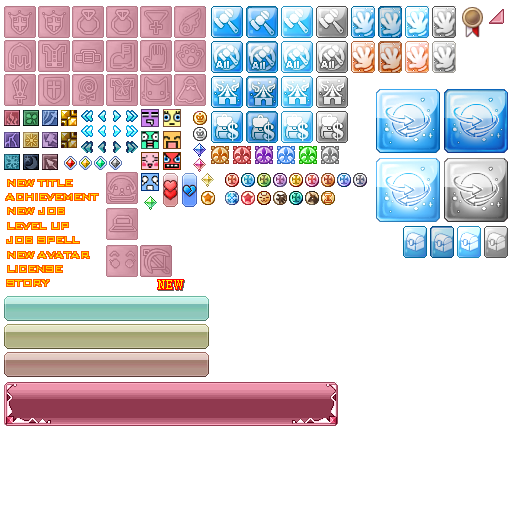 All
All
All
All
NEW TITLE
ACHIEVEMENT
NEW JOB
LEVEL UP
JOB SPELL
NEW AVATAR
LICENSE
STORY
NEW